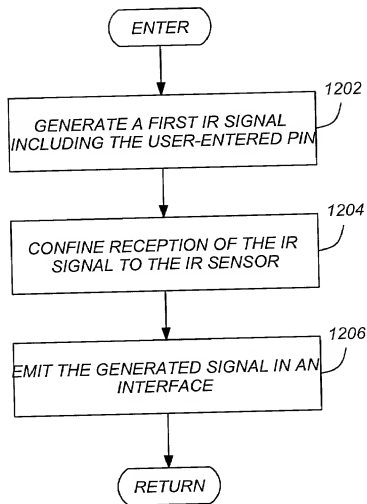 ENTER
1202
GENERATE A FIRST IR SIGNAL
INCLUDING THE USER-ENTERED PIN
1204
CONFINE RECEPTION OF THE IR
SIGNAL TO THE IR SENSOR
1206
EMIT THE GENERATED SIGNAL IN AN
INTERFACE
RETURN